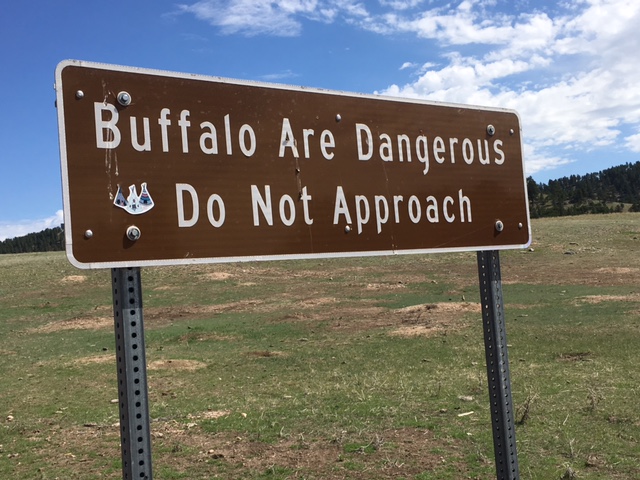 Buffalo Are Dangerous
Do Not Approach